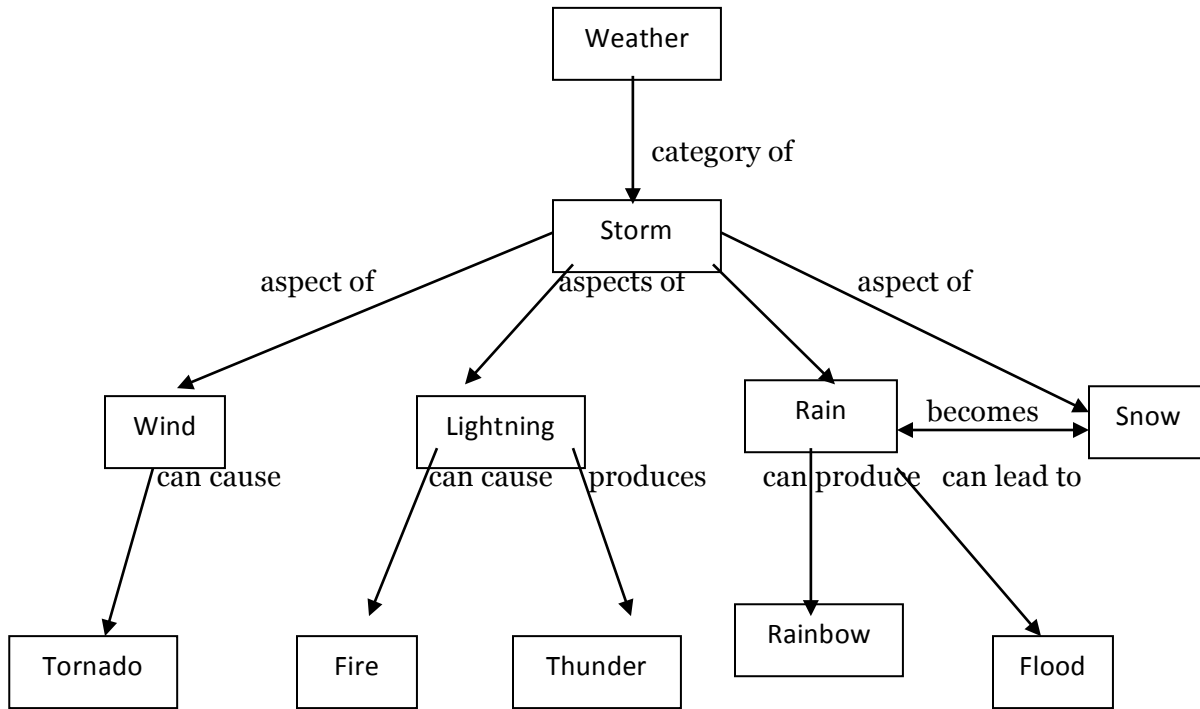 Weather
category of
Storm
aspect of
aspects of
aspect of
Wind
Lightning
Rain
becomes
Snow
can cause
can cause
produces
can produce
can lead to
Tornado
Fire
Thunder
Rainbow
Flood